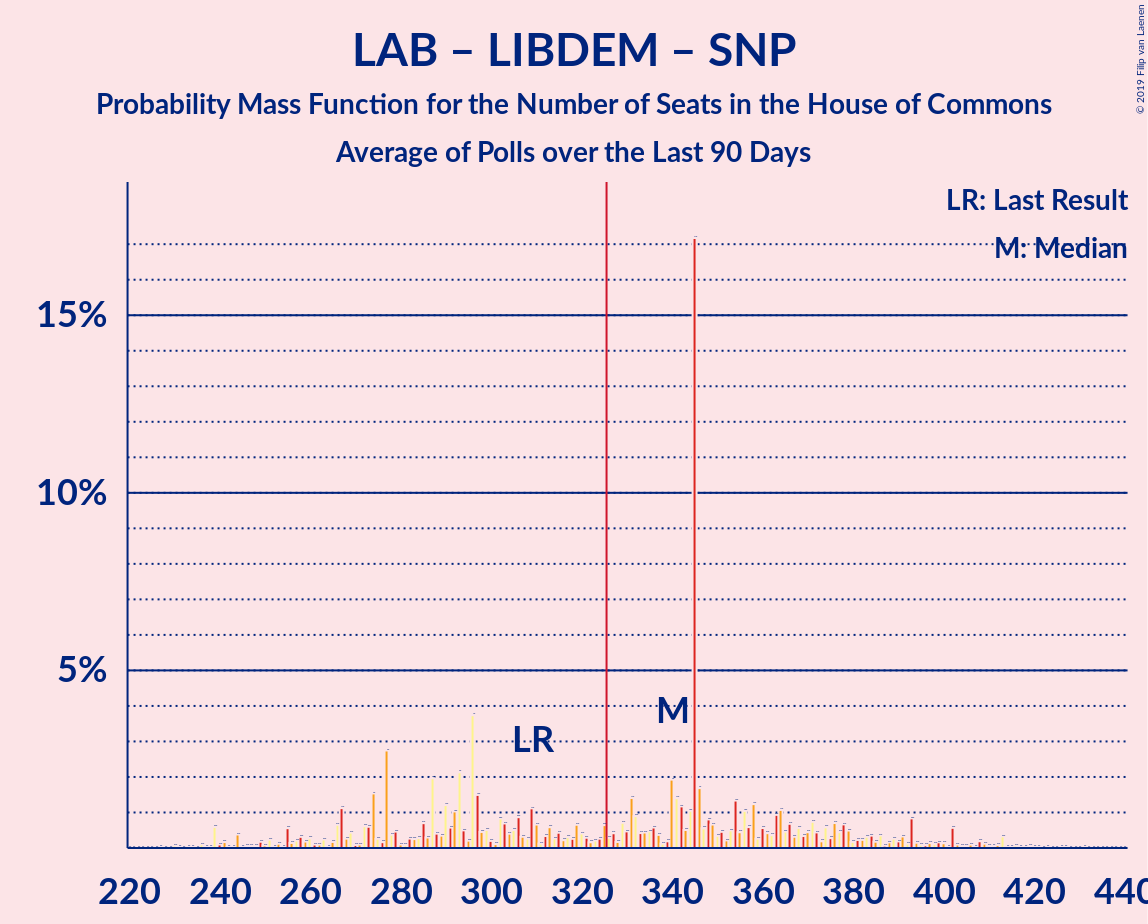 LAB – LIBDEM – SNP
Probability Mass Function for the Number of Seats in the House of Commons
Average of Polls over the Last 90 Days
© 2019 Filip van Laenen
LR: Last Result
M: Median
15%
10%
5%
M
LR
220 240 260 280 300 320 340 360 380 400 420 440